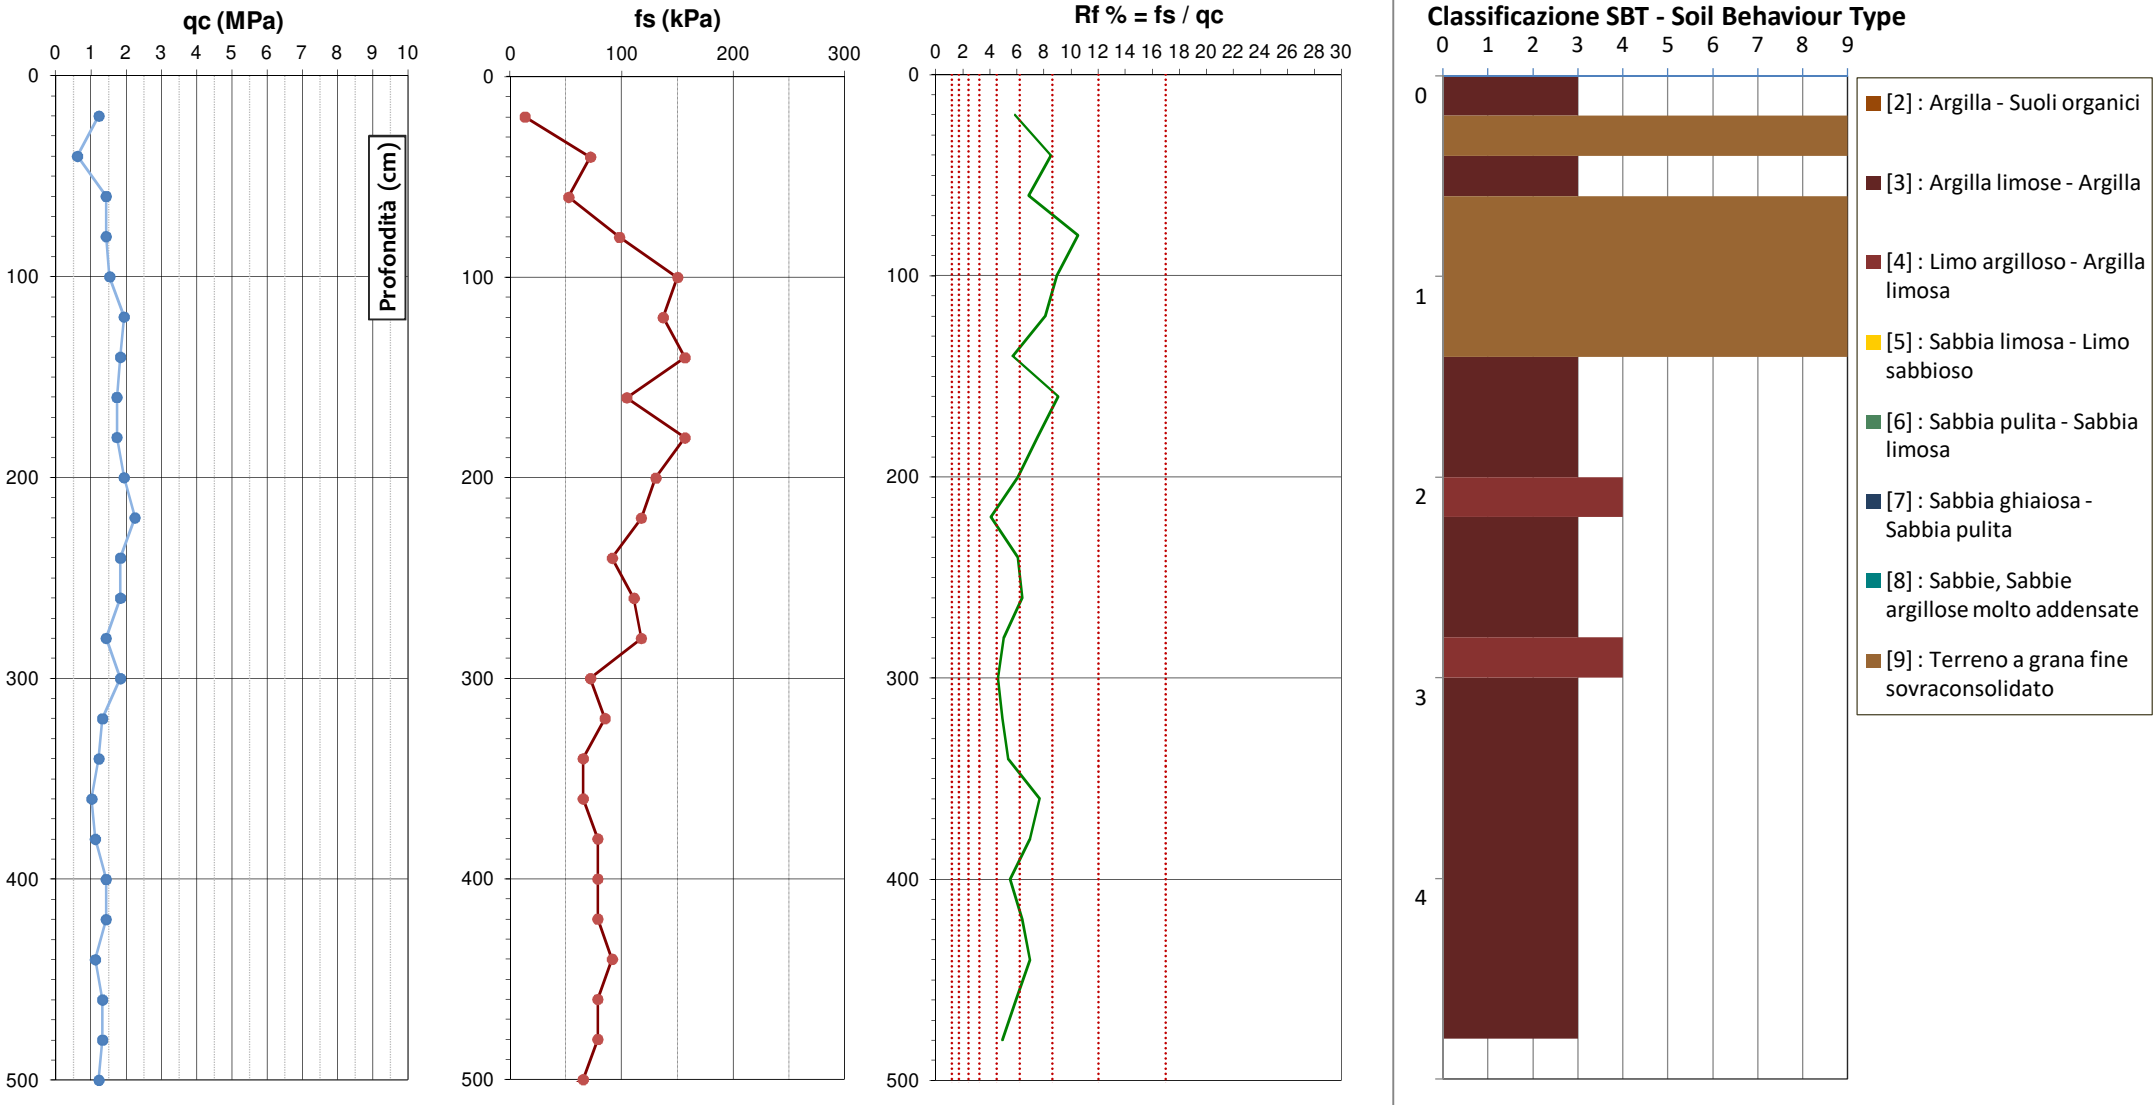 qc (MPa)
0 1 2 3 4 5 6 7 8 9 10
0
100
200
300
400
500
Profondità (cm)
fs (kPa)
0 100 200 300
0
100
200
300
400
500
Rf % = fs / qc
0 2 4 6 8 10 12 14 16 18 20 22 24 26 28 30
0
100
200
300
400
500
Classificazione SBT - Soil Behaviour Type
0 1 2 3 4 5 6 7 8 9
0
1
2
3
4
[2] : Argilla - Suoli organici
[3] : Argilla limose - Argilla
[4] : Limo argilloso - Argilla
limosa
[5] : Sabbia limosa - Limo
sabbioso
[6] : Sabbia pulita - Sabbia
limosa
[7] : Sabbia ghiaiosa -
Sabbia pulita
[8] : Sabbie, Sabbie
argillose molto addensate
[9] : Terreno a grana fine
sovraconsolidato